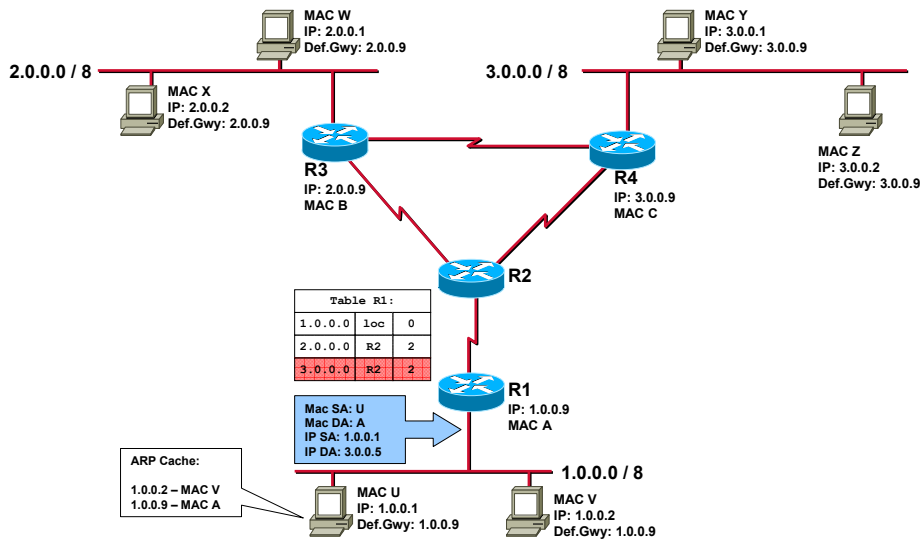 MAC W
IP: 2.0.0.1
Def.Gwy: 2.0.0.9
2.0.0.0 / 8
MAC X
IP: 2.0.0.2
Def.Gwy: 2.0.0.9
MAC Y
IP: 3.0.0.1
Def.Gwy: 3.0.0.9
3.0.0.0 / 8
MAC Z
IP: 3.0.0.2
Def.Gwy: 3.0.0.9
R3
IP: 2.0.0.9
MAC B
R4
IP: 3.0.0.9
MAC C
R2
Table R1:
1.0.0.0 loc 0
2.0.0.0 R2 2
3.0.0.0 R2 2
R1
IP: 1.0.0.9
MAC A
Mac SA: U
Mac DA: A
IP SA: 1.0.0.1
IP DA: 3.0.0.5
ARP Cache:
1.0.0.2 – MAC V
1.0.0.9 – MAC A
1.0.0.0 / 8
MAC U
IP: 1.0.0.1
Def.Gwy: 1.0.0.9
MAC V
IP: 1.0.0.2
Def.Gwy: 1.0.0.9